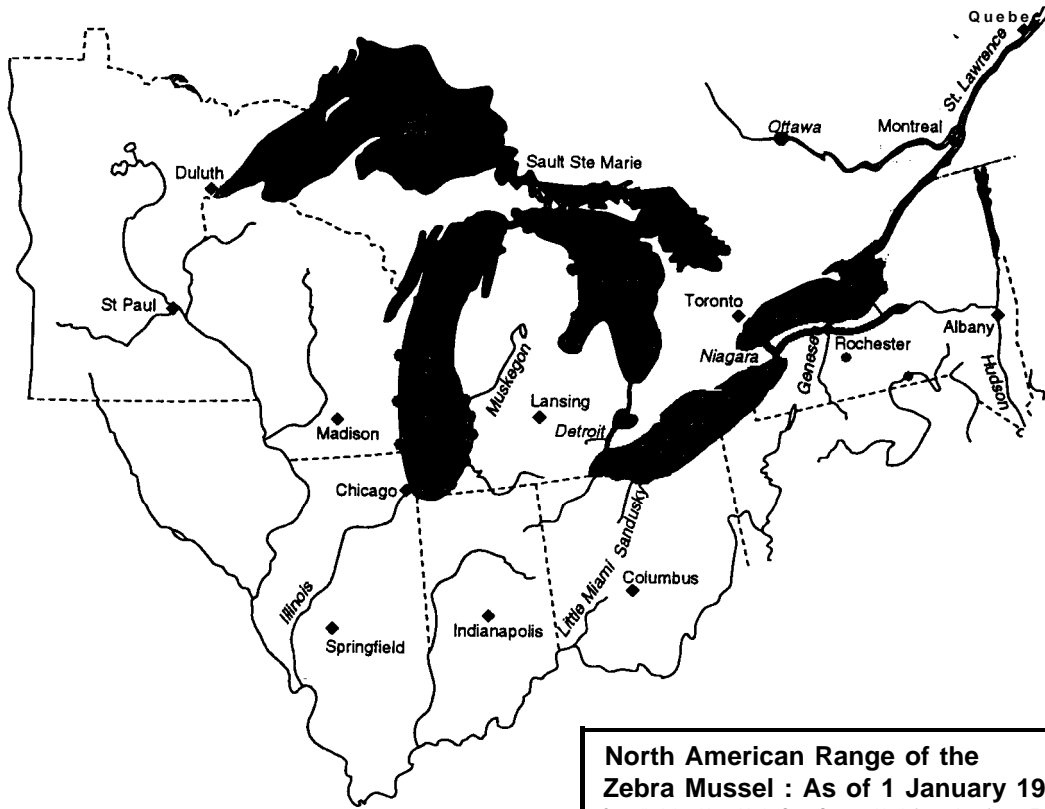 Quebec
St. Lawrence
Ottawa
Montreal
Sault Ste Marie
Duluth
St Paul
Toronto
Albany
Niagara
Genese
Rochester
Hudson
Muskegon
Lansing
Madison
Detroit
Chicago
Sandusky
Little Miami
Columbus
Illinois
Indianapolis
Springfield
North American Range of the
Zebra Mussel : As of 1 January 19